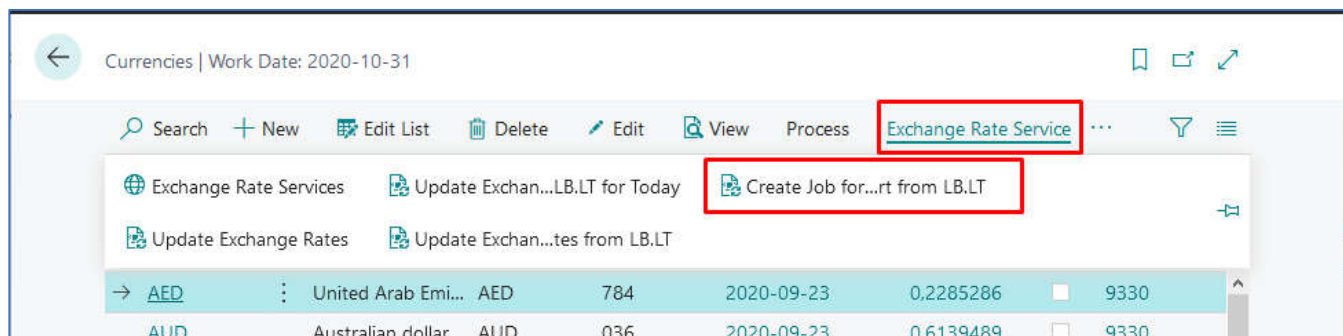 Currencies | Work Date: 2020-10-31
Search New Edit List Delete Edit View Process Exchange Rate Service ...
Exchange Rate Services Update Exchan...LB.LT for Today Create Job for...rt from LB.LT
Update Exchange Rates Update Exchan...tes from LB.LT
AED United Arab Emi... AED 784 2020-09-23 0,2285286 9330
AUD Australian dollar AUD 036 2020-09-23 0,6139489 9330